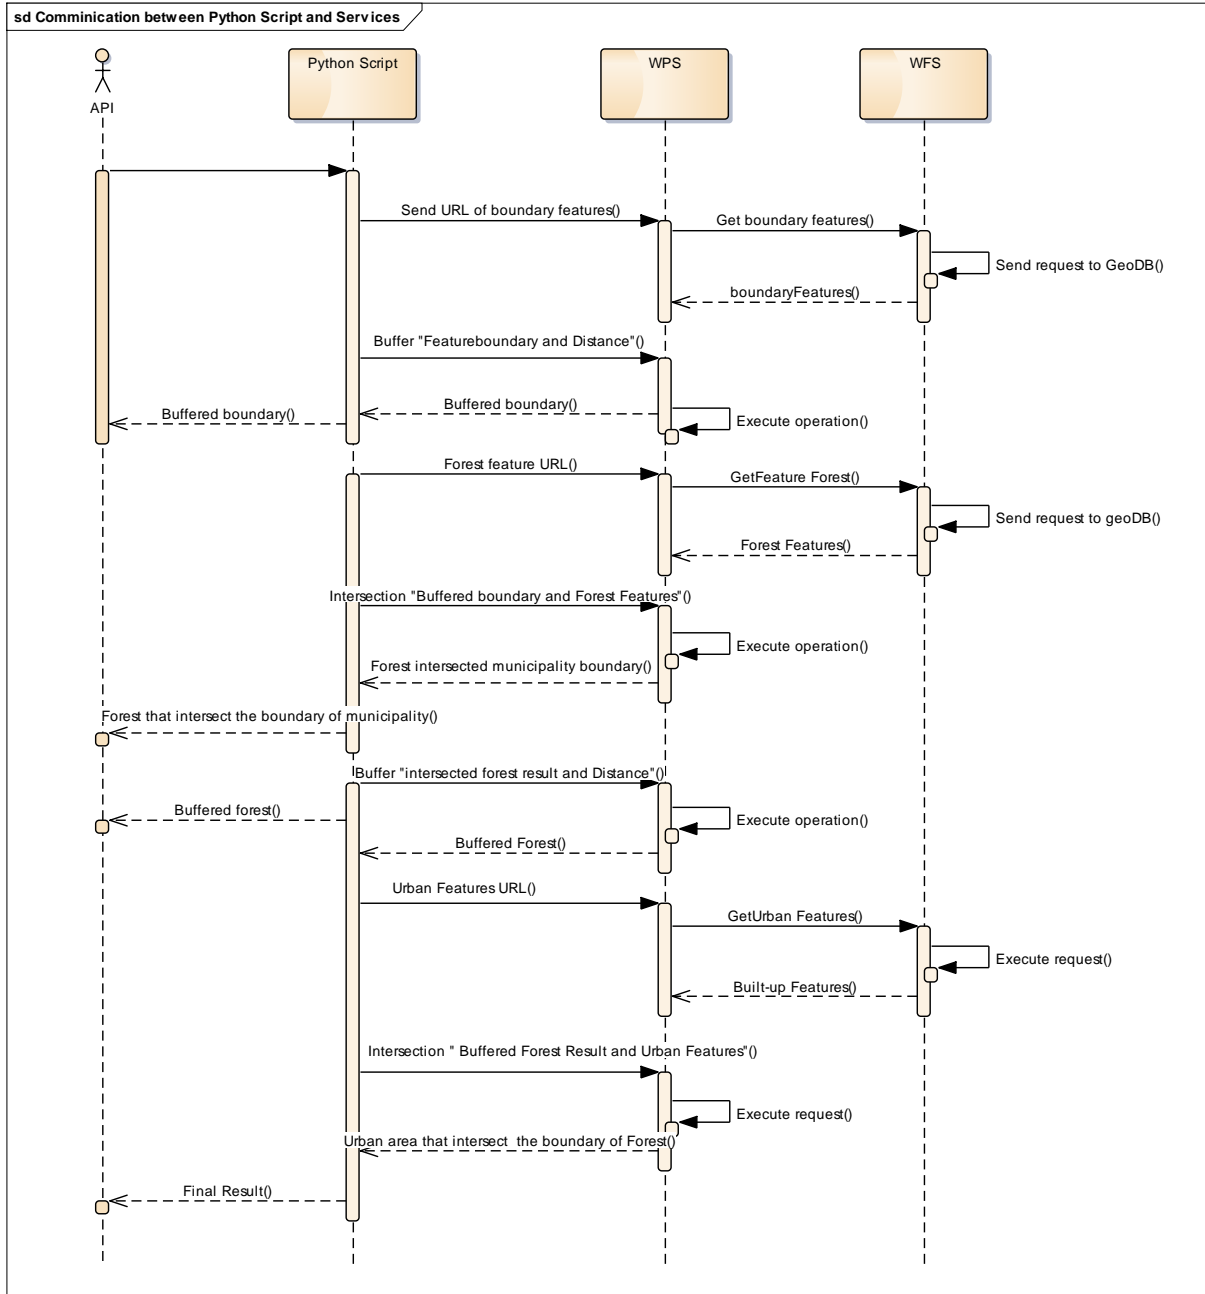 sd Comminication between Python Script and Services
API
Python Script
WPS
WFS
Send URL of boundary features()
Get boundary features()
Send request to GeoDB()
boundaryFeatures()
Buffer "Featureboundary and Distance"()
Buffered boundary()
Buffered boundary()
Execute operation()
Forest feature URL()
GetFeature Forest()
Send request to geoDB()
Forest Features()
Intersection "Buffered boundary and Forest Features"()
Execute operation()
Forest intersected municipality boundary()
Forest that intersect the boundary of municipality()
Buffer "intersected forest result and Distance"()
Buffered forest()
Execute operation()
Buffered Forest()
Urban Features URL()
GetUrban Features()
Execute request()
Built-up Features()
Intersection " Buffered Forest Result and Urban Features"()
Execute request()
Urban area that intersect  the boundary of Forest()
Final Result()